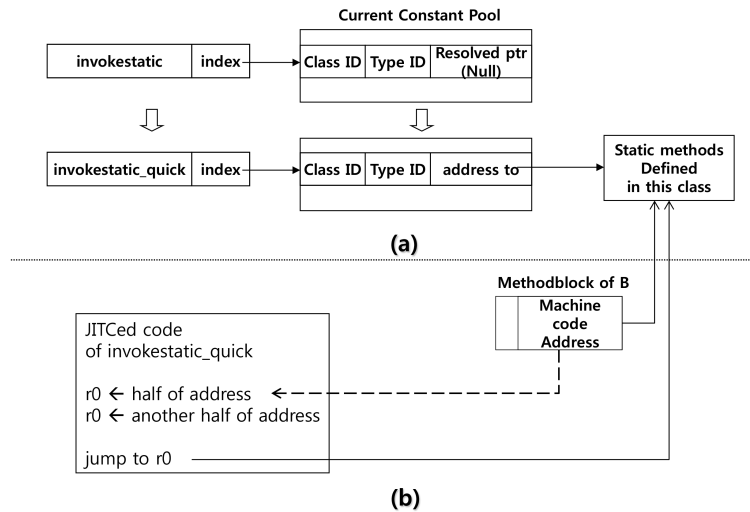 Current Constant Pool
invokestatic index Class ID Type ID Resolved ptr
(Null)
invokestatic_quick index Class ID Type ID address to
Static methods
Defined
in this class
(a)
Methodblock of B
Machine
code
Address
JITCed code
of invokestatic_quick
r0 ← half of address
r0 ← another half of address
jump to r0
(b)